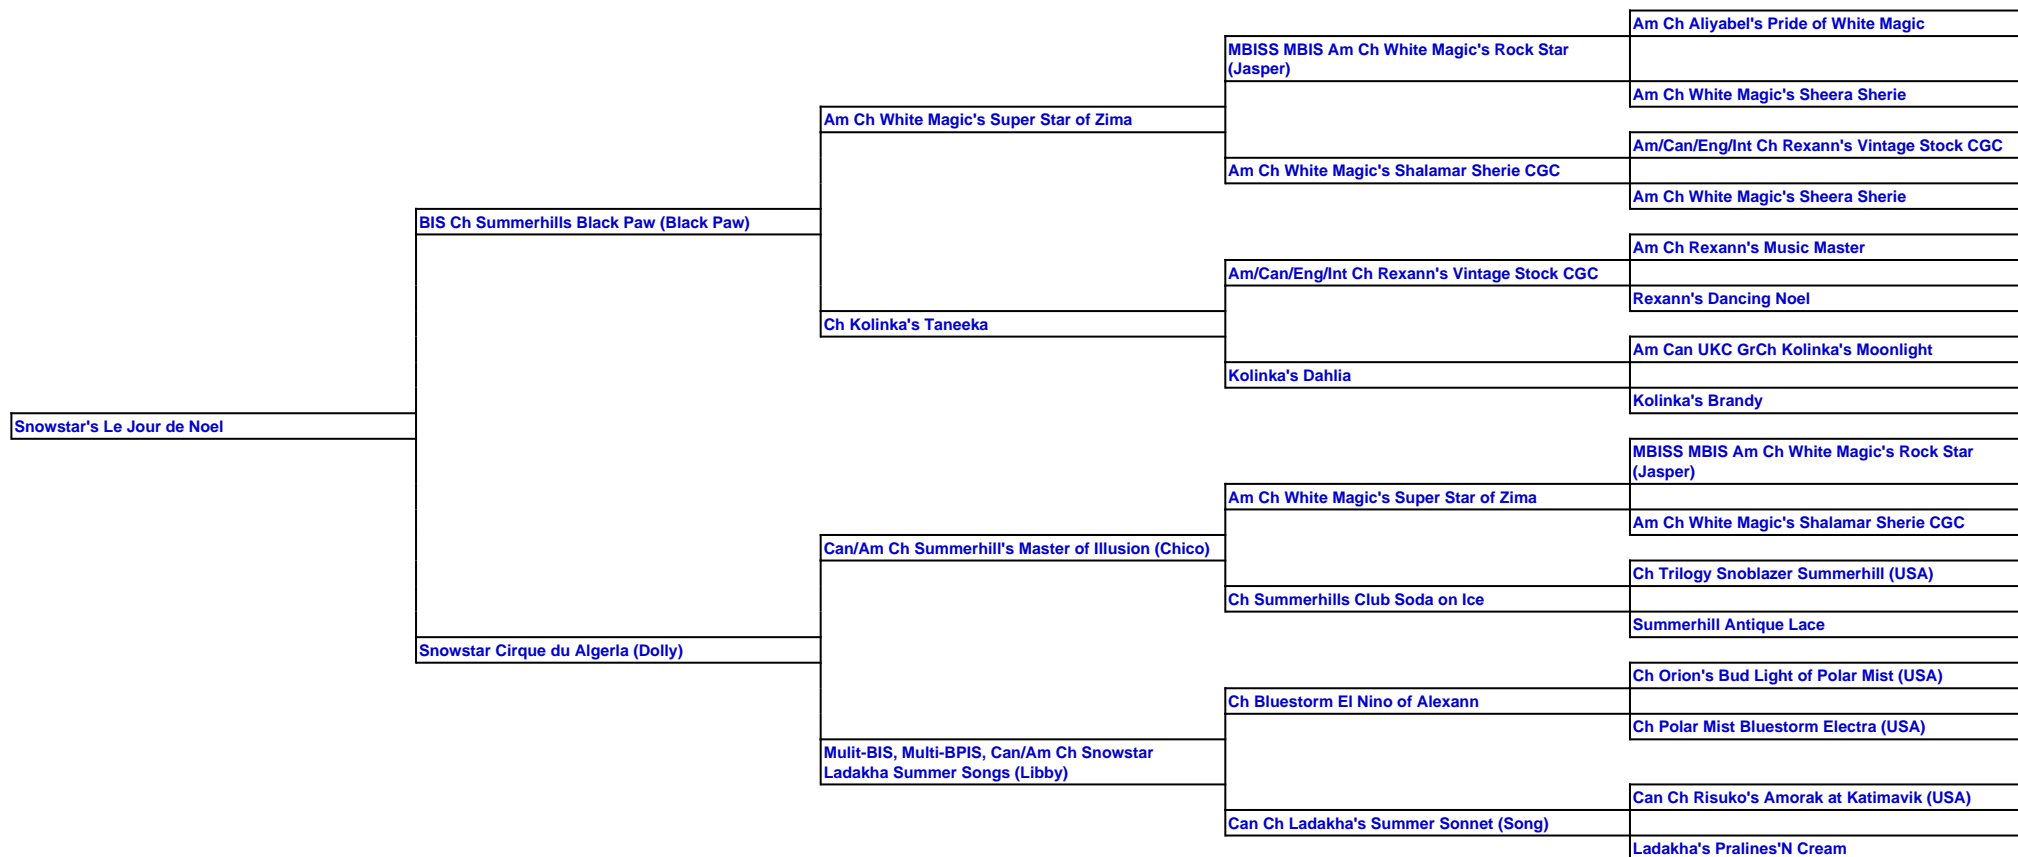 Am Ch Aliyabel's Pride of White Magic
MBISS MBIS Am Ch White Magic's Rock Star
(Jasper)
Am Ch White Magic's Sheera Sherie
Am Ch White Magic's Super Star of Zima
Am/Can/Eng/Int Ch Rexann's Vintage Stock CGC
Am Ch White Magic's Shalamar Sherie CGC
Am Ch White Magic's Sheera Sherie
BIS Ch Summerhills Black Paw (Black Paw)
Am Ch Rexann's Music Master
Am/Can/Eng/Int Ch Rexann's Vintage Stock CGC
Rexann's Dancing Noel
Ch Kolinka's Taneeka
Am Can UKC GrCh Kolinka's Moonlight
Kolinka's Dahlia
Kolinka's Brandy
Snowstar's Le Jour de Noel
MBISS MBIS Am Ch White Magic's Rock Star
(Jasper)
Am Ch White Magic's Super Star of Zima
Am Ch White Magic's Shalamar Sherie CGC
Can/Am Ch Summerhill's Master of Illusion (Chico)
Ch Trilogy Snoblazer Summerhill (USA)
Ch Summerhills Club Soda on Ice
Summerhill Antique Lace
Snowstar Cirque du Algerla (Dolly)
Ch Orion's Bud Light of Polar Mist (USA)
Ch Bluestorm El Nino of Alexann
Ch Polar Mist Bluestorm Electra (USA)
Mulit-BIS, Multi-BPIS, Can/Am Ch Snowstar
Ladakha Summer Songs (Libby)
Can Ch Risuko's Amorak at Katimavik (USA)
Can Ch Ladakha's Summer Sonnet (Song)
Ladakha's Pralines'N Cream